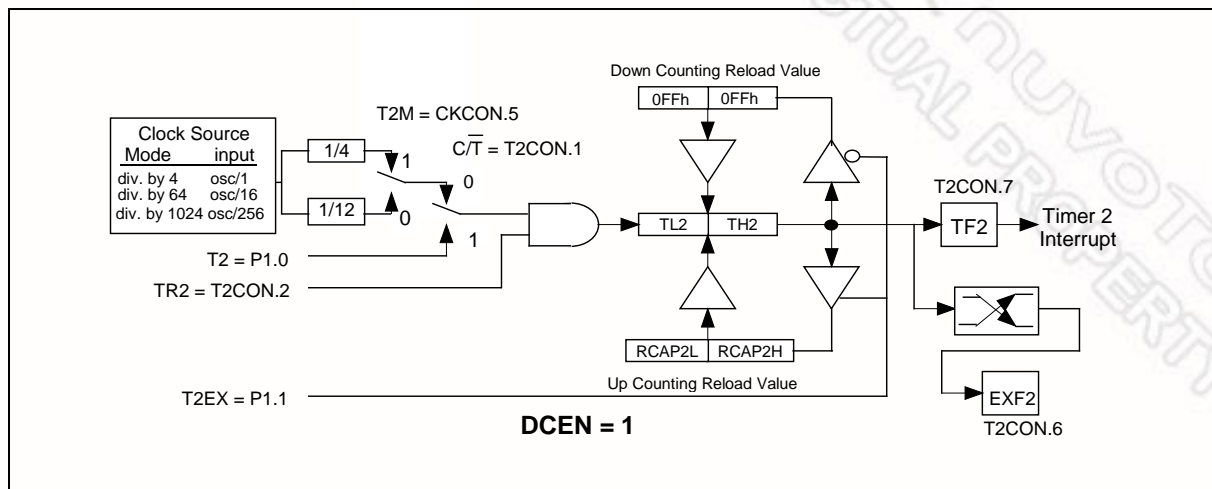 Down Counting Reload Value
0FFh 0FFh
T2M = CKCON.5
C/T = T2CON.1
Clock Source
Mode input
div. by 4 osc/1
div. by 64 osc/16
div. by 1024 osc/256
1/4
1
0
1/12
0
1
T2CON.7
TL2 TH2
TF2
Timer 2
Interrupt
T2 = P1.0
TR2 = T2CON.2
RCAP2L RCAP2H
Up Counting Reload Value
T2EX = P1.1
EXF2
T2CON.6
DCEN = 1
nuvoto
CTUAL PROPERTY